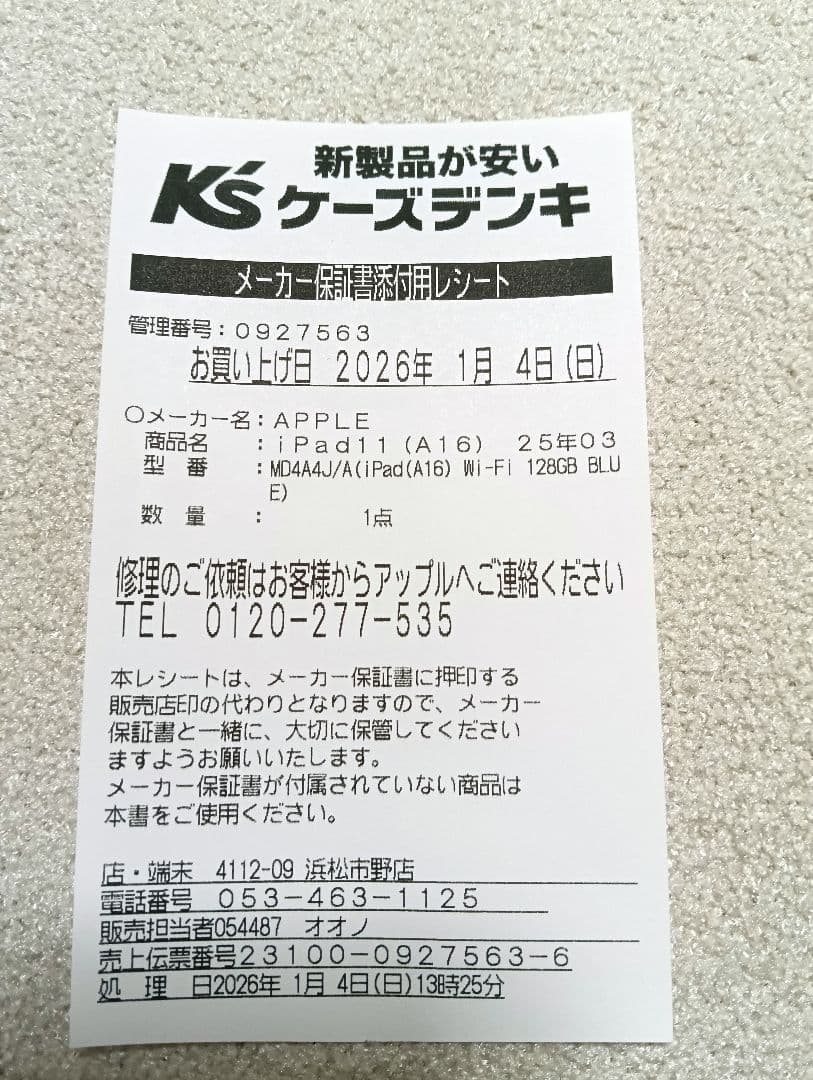 新製品が安い
K'S ケーズデンキ
メーカー保証書添付用レシート
管理番号:0927563
お買い上げ日 2026年 1月 4日(日)
○メーカー名:APPLE
商品名 :iPad11(A16) 25年03
型 番 :MD4A4J/A(iPad(A16) Wi-Fi 128GB BLU
E)
数 量 : 1点
修理のご依頼はお客様からアップルへご連絡ください
TEL 0120-277-535
本レシートは、メーカー保証書に押印する
販売店印の代わりとなりますので、メーカー
保証書と一緒に、大切に保管してください
ますようお願いいたします。
メーカー保証書が付属されていない商品は
本書をご使用ください。
店・端末 4112-09 浜松市野店
電話番号 053-463-1125
販売担当者054487 オオノ
売上伝票番号23100-0927563-6
処 理 日2026年 1月 4日(日)13時25分